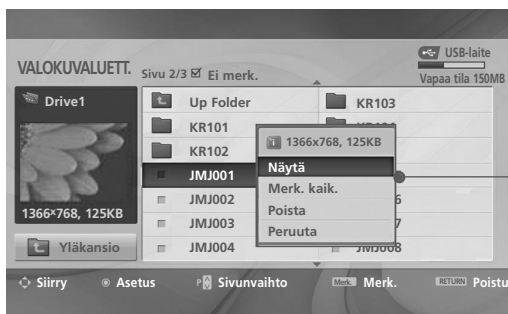 USB-laite
VALOKUVALUETT.
Sivu 2/3 Ei merk.
Vapaa tila 150MB
Drive1
1366x768, 125KB
Yläkansio
Up Folder
KR101
KR102
JMJ001
JMJ002
JMJ003
JMJ004
KR103
JMJ008
1366x768, 125KB
Näytä
Merk. kaik.
Poista
Peruuta
Siirry
Asetus
P Sivunvaihto
Merk. Merk.
RETURN Poistu